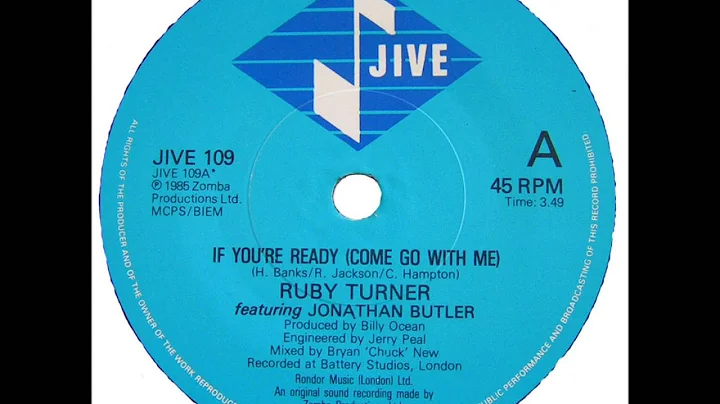 JIVE
JIVE 109
JIVE 109A*
℗ 1985 Zomba
Productions Ltd.
MCPS/BIEM
A
45 RPM
Time: 3.49
IF YOU'RE READY (COME GO WITH ME)
(H. Banks/R. Jackson/C. Hampton)
RUBY TURNER
featuring JONATHAN BUTLER
Produced by Billy Ocean
Engineered by Jerry Peal
Mixed by Bryan 'Chuck' New
Recorded at Battery Studios, London
Rondor Music (London) Ltd.
An original sound recording made by
ALL RIGHTS OF THE PRODUCER AND OF THE OWNER OF THE WORK
PUBLIC PERFORMANCE AND BROADCASTING OF THIS RECORD PROHIBITED